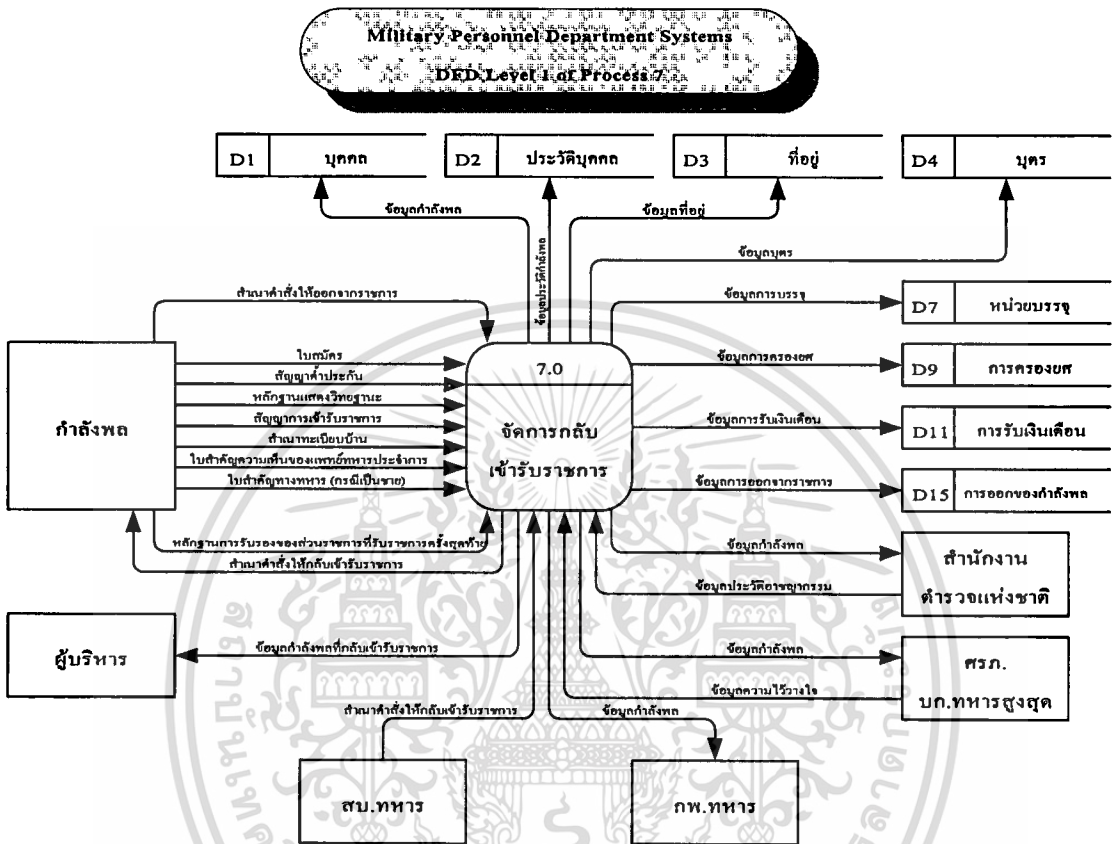 Military Personnel Department Systems
DFD Level 1 of Process 7
D1 บุคคล
D2 ประวัติบุคคล
D3 ที่อยู่
D4 บุตร
ข้อมูลกำลังพล
ข้อมูลประวัติกำลังพล
ข้อมูลที่อยู่
ข้อมูลบุตร
สำเนาคำสั่งให้ออกจากราชการ
ข้อมูลการบรรจุ
D7 หน่วยบรรจุ
กำลังพล
ใบสมัคร
สัญญาค้ำประกัน
หลักฐานแสดงวิทยฐานะ
สัญญาการเข้ารับราชการ
สำเนาทะเบียนบ้าน
ใบสำคัญความเห็นของแพทย์ทหารประจำการ
ใบสำคัญทางทหาร (กรณีเป็นชาย)
7.0
จัดการกลับ
เข้ารับราชการ
ข้อมูลการครองยศ
D9 การครองยศ
ข้อมูลการรับเงินเดือน
D11 การรับเงินเดือน
ข้อมูลการออกจากราชการ
D15 การออกของกำลังพล
หลักฐานการรับรองของส่วนราชการที่รับราชการครั้งสุดท้าย
สำเนาคำสั่งให้กลับเข้ารับราชการ
ข้อมูลกำลังพล
ข้อมูลประวัติอาชญากรรม
สำนักงาน
ตำรวจแห่งชาติ
ผู้บริหาร
ข้อมูลกำลังพลที่กลับเข้ารับราชการ
ข้อมูลกำลังพล
ข้อมูลความไว้วางใจ
ศรภ.
บก.ทหารสูงสุด
สำเนาคำสั่งให้กลับเข้ารับราชการ
ข้อมูลกำลังพล
สบ.ทหาร
กพ.ทหาร